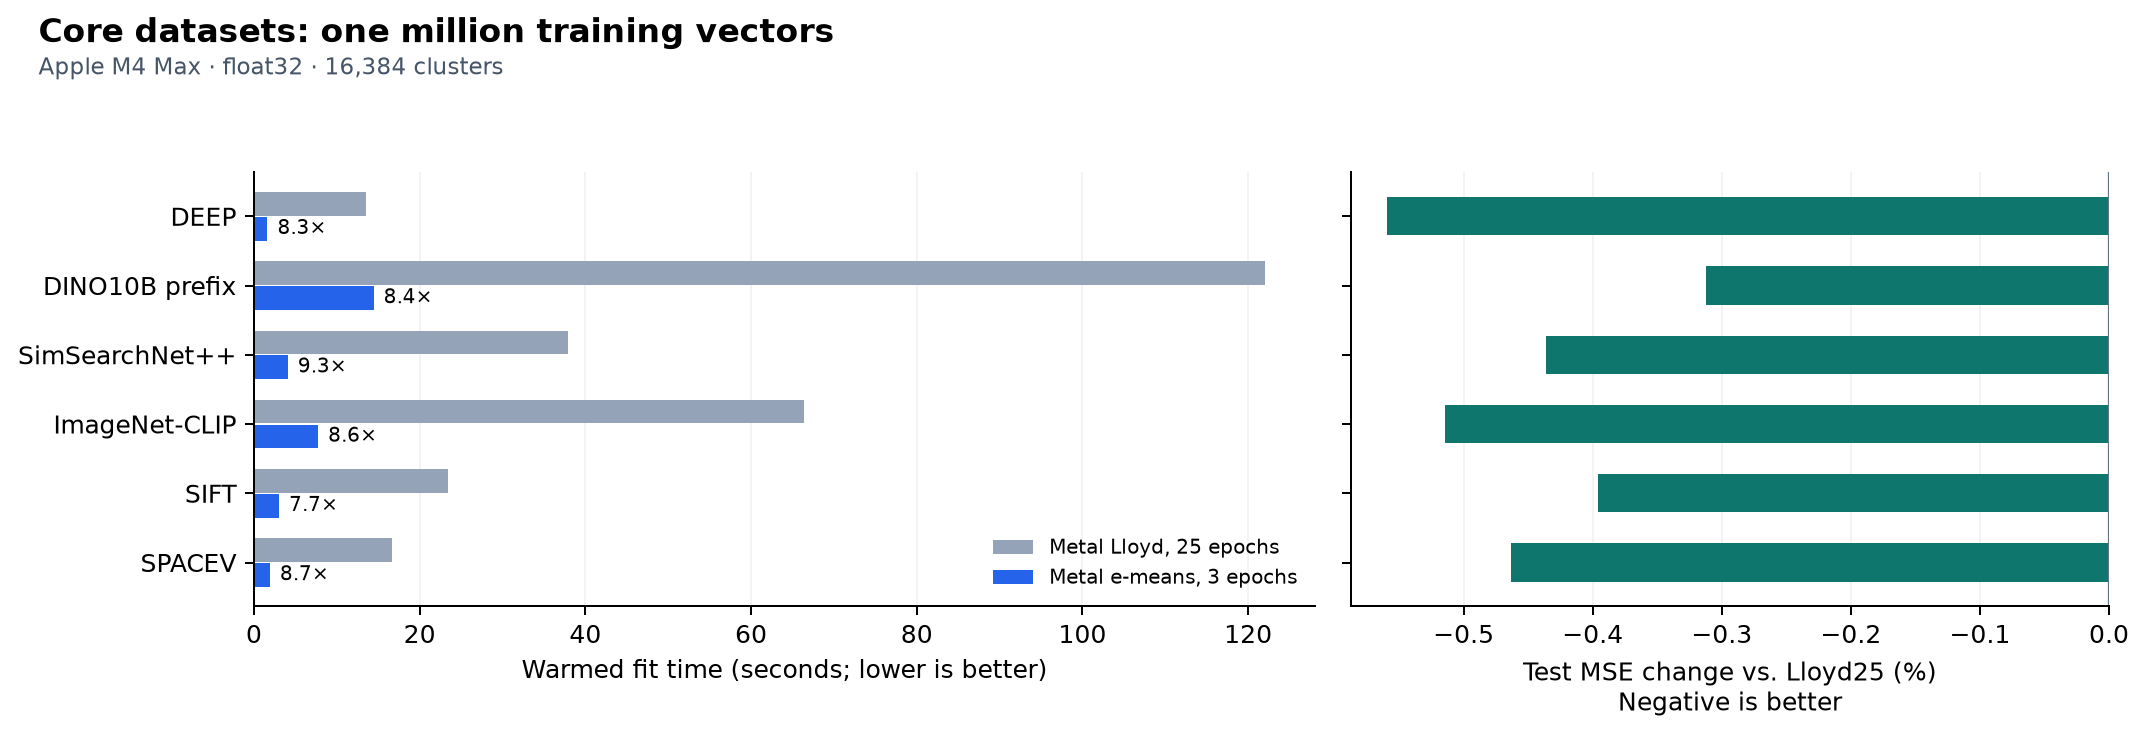 Core datasets: one million training vectors
Apple M4 Max · float32 · 16,384 clusters
DEEP
8.3×
DINO10B prefix
8.4×
SimSearchNet++
9.3×
ImageNet-CLIP
8.6×
SIFT
7.7×
SPACEV
8.7×
Metal Lloyd, 25 epochs
Metal e-means, 3 epochs
0 20 40 60 80 100 120
Warmed fit time (seconds; lower is better)
−0.5 −0.4 −0.3 −0.2 −0.1 0.0
Test MSE change vs. Lloyd25 (%)
Negative is better